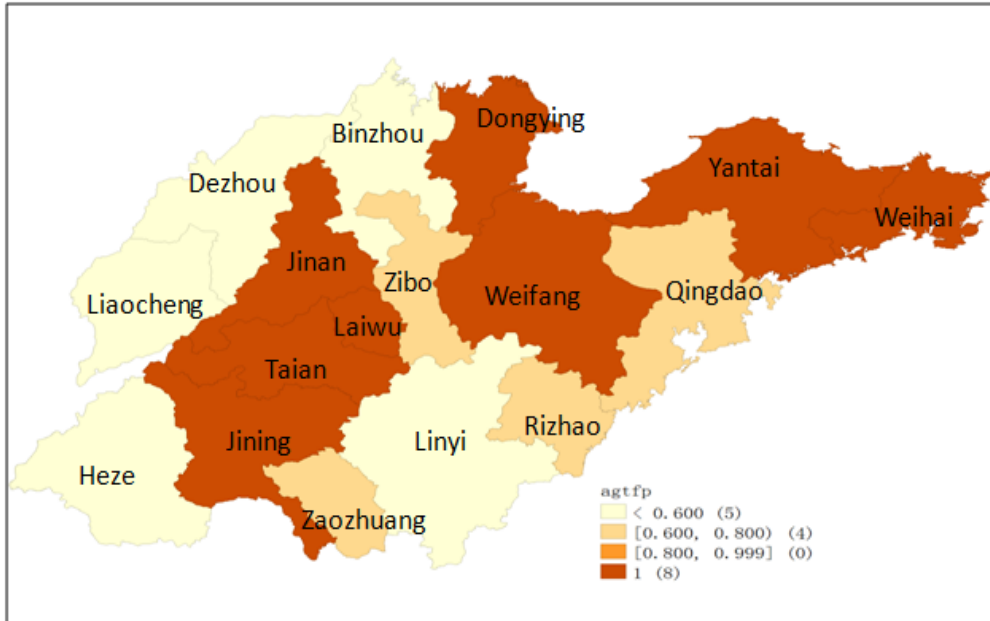 Dongying
Binzhou
Yantai
Dezhou
Weihai
Jinan
Zibo
Qingdao
Weifang
Liaocheng
Laiwu
Taian
Rizhao
Jining
Linyi
Heze
Zaozhuang
agtfp
< 0.600 (5)
[0.600, 0.800) (4)
[0.800, 0.999] (0)
1 (8)